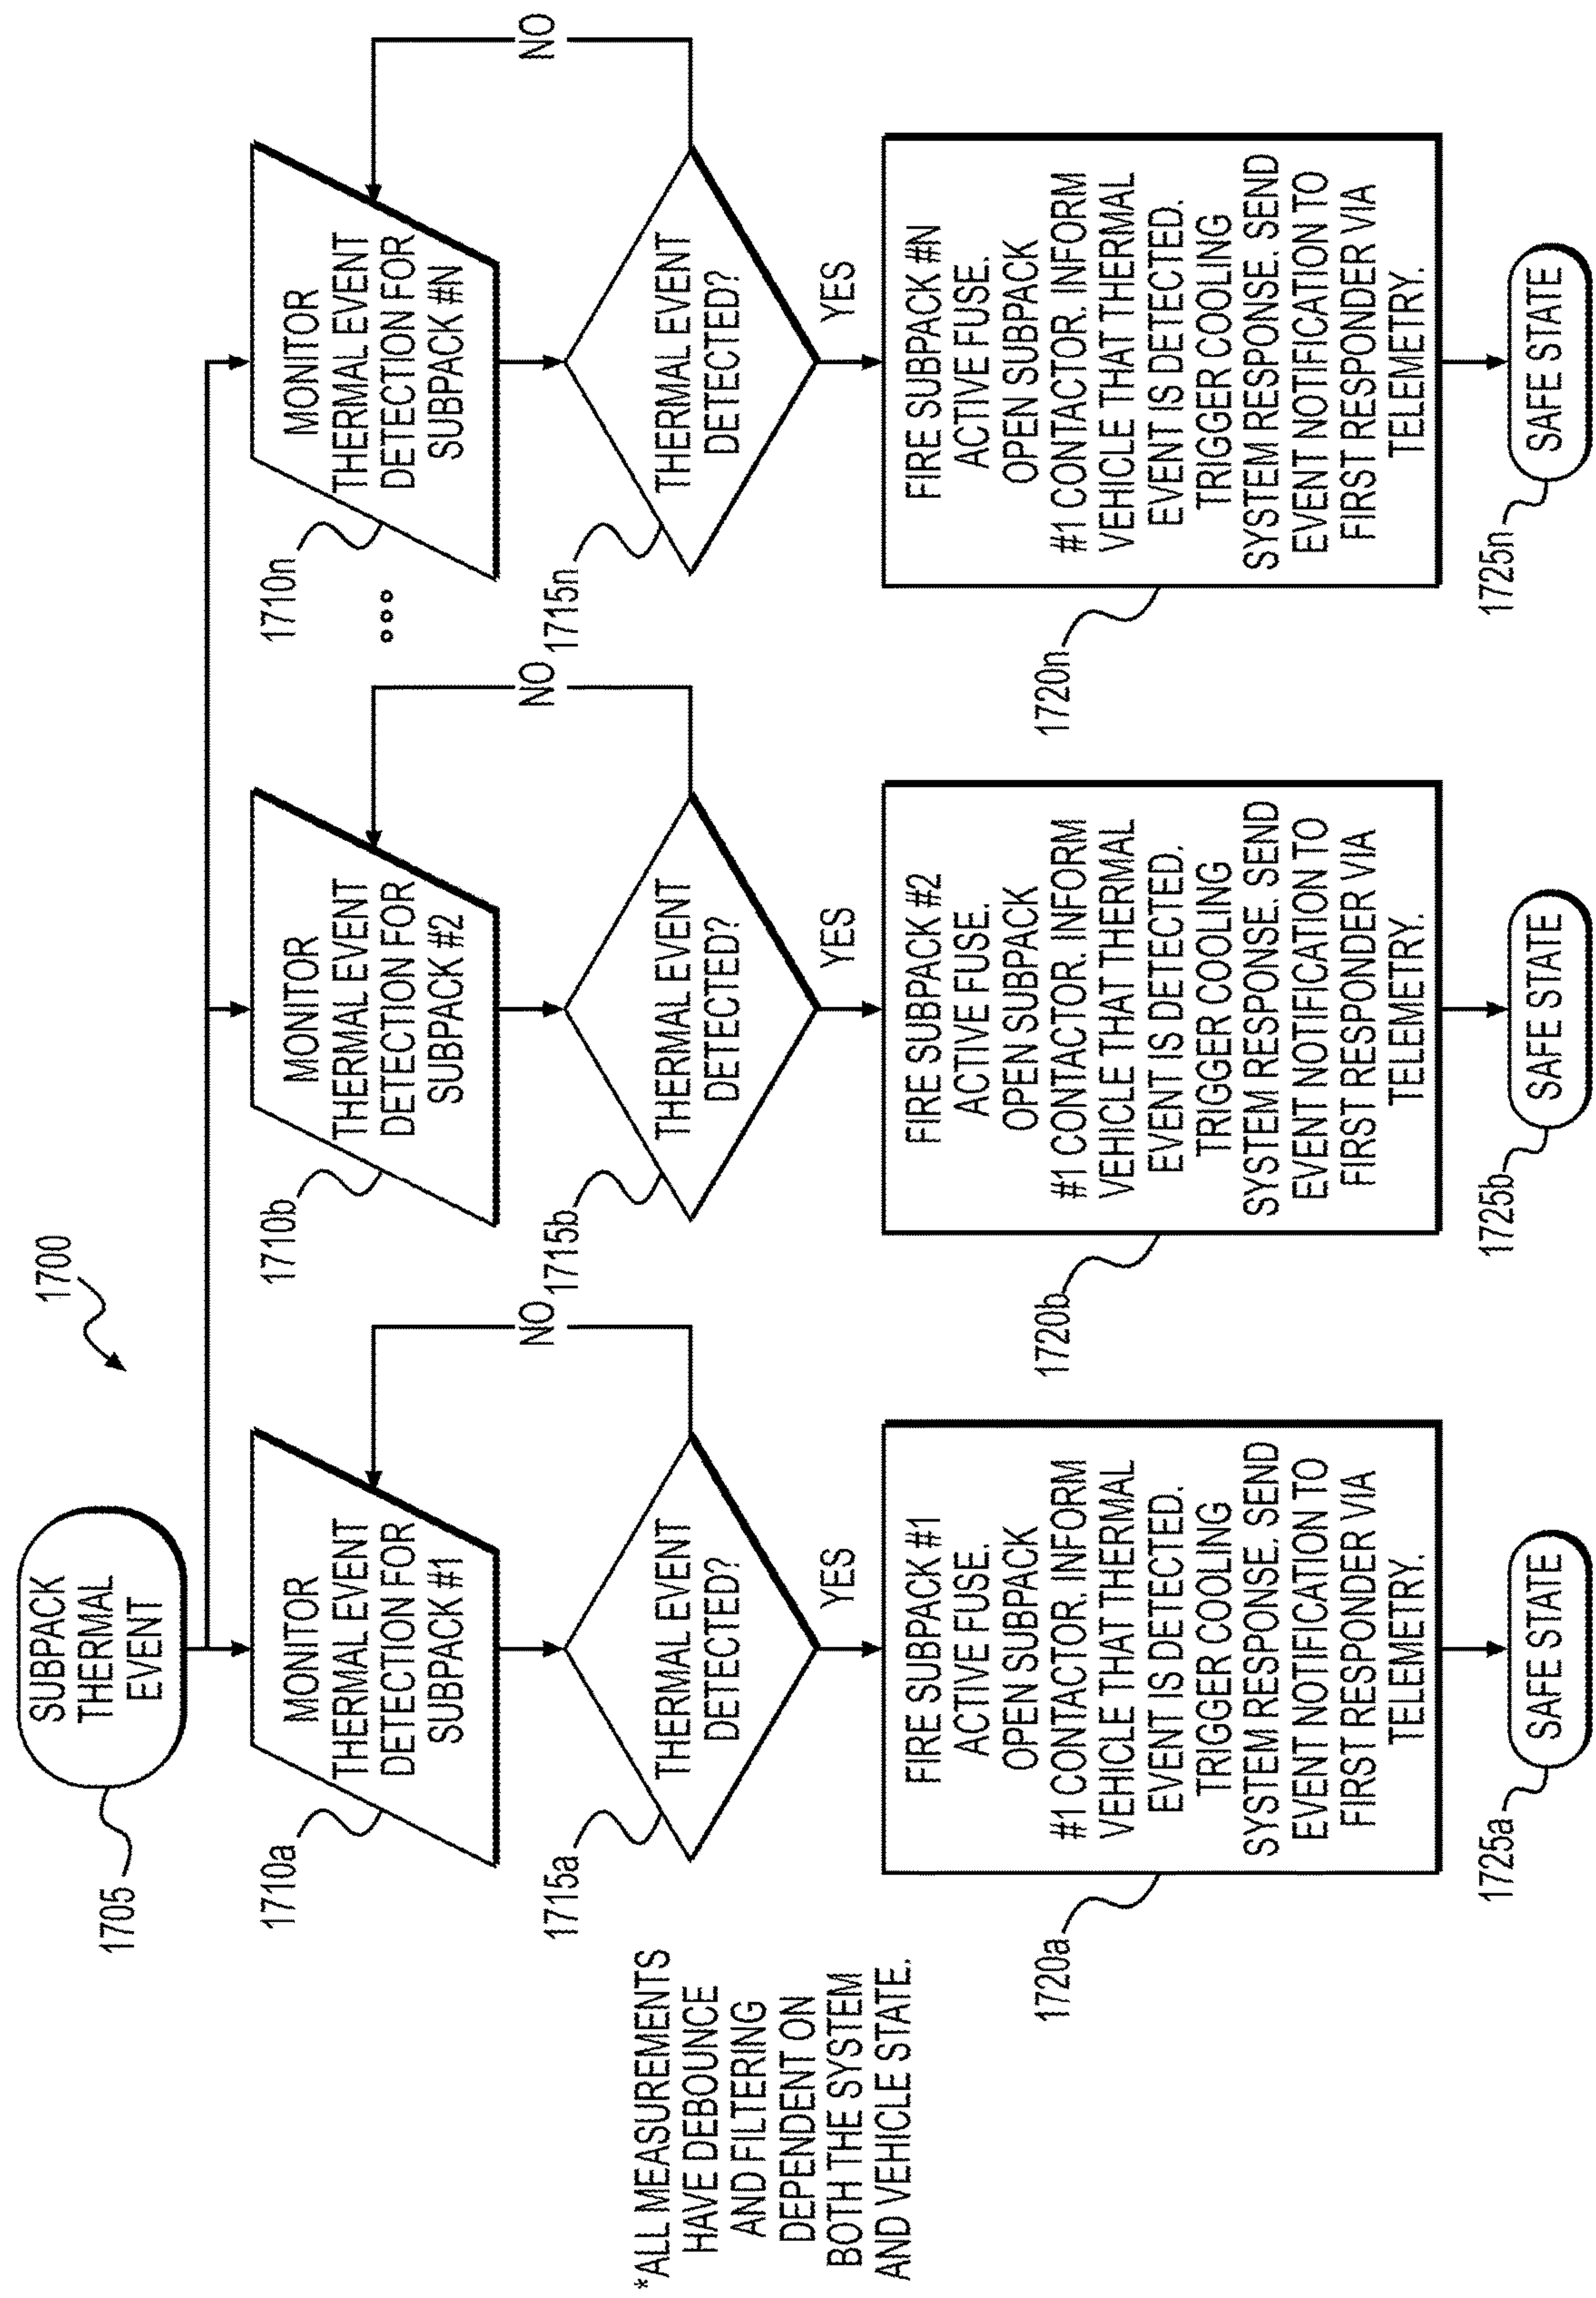 1700
SUBPACK
THERMAL
EVENT
1705
MONITOR
THERMAL EVENT
DETECTION FOR
SUBPACK #1
1710a
THERMAL EVENT
DETECTED?
1715a
NO
YES
FIRE SUBPACK #1
ACTIVE FUSE.
OPEN SUBPACK
#1 CONTACTOR. INFORM
VEHICLE THAT THERMAL
EVENT IS DETECTED.
TRIGGER COOLING
SYSTEM RESPONSE. SEND
EVENT NOTIFICATION TO
FIRST RESPONDER VIA
TELEMETRY.
1720a
SAFE STATE
1725a
MONITOR
THERMAL EVENT
DETECTION FOR
SUBPACK #2
1710b
THERMAL EVENT
DETECTED?
1715b
NO
YES
FIRE SUBPACK #2
ACTIVE FUSE.
OPEN SUBPACK
#1 CONTACTOR. INFORM
VEHICLE THAT THERMAL
EVENT IS DETECTED.
TRIGGER COOLING
SYSTEM RESPONSE. SEND
EVENT NOTIFICATION TO
FIRST RESPONDER VIA
TELEMETRY.
1720b
SAFE STATE
1725b
MONITOR
THERMAL EVENT
DETECTION FOR
SUBPACK #N
1710n
THERMAL EVENT
DETECTED?
1715n
NO
YES
FIRE SUBPACK #N
ACTIVE FUSE.
OPEN SUBPACK
#1 CONTACTOR. INFORM
VEHICLE THAT THERMAL
EVENT IS DETECTED.
TRIGGER COOLING
SYSTEM RESPONSE. SEND
EVENT NOTIFICATION TO
FIRST RESPONDER VIA
TELEMETRY.
1720n
SAFE STATE
1725n
*ALL MEASUREMENTS
HAVE DEBOUNCE
AND FILTERING
DEPENDENT ON
BOTH THE SYSTEM
AND VEHICLE STATE.